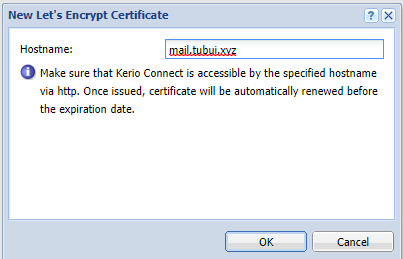 New Let's Encrypt Certificate
Hostname: mail.tubui.xyz
Make sure that Kerio Connect is accessible by the specified hostname
via http. Once issued, certificate will be automatically renewed before
the expiration date.
OK Cancel